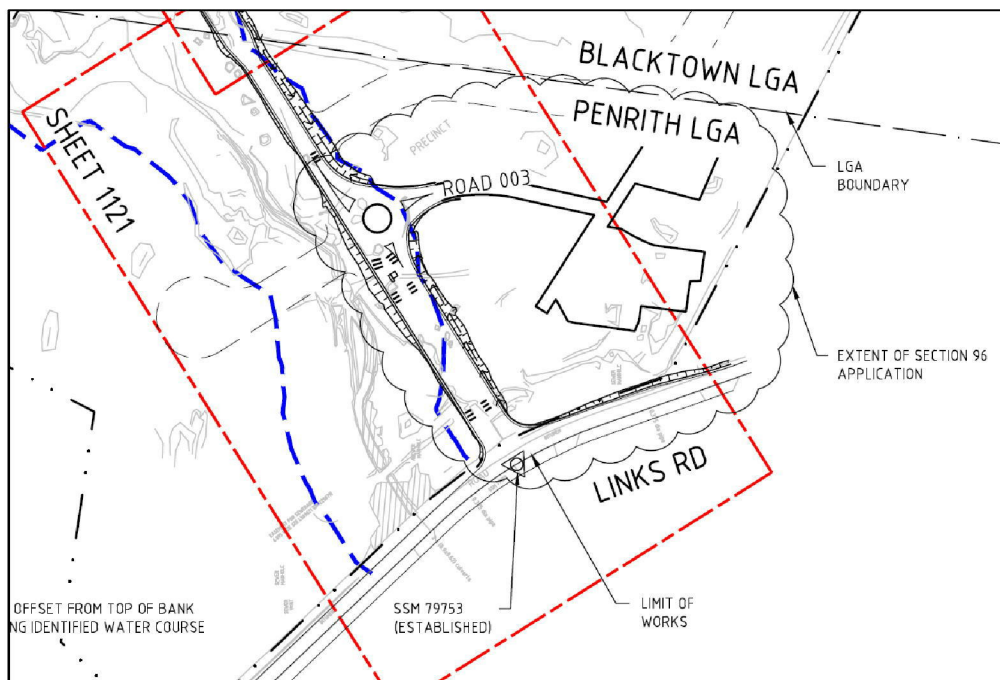 BLACKTOWN LGA
PENRITH LGA
PRECINCT
LGA
BOUNDARY
SHEET 1121
ROAD 003
EXTENT OF SECTION 96
APPLICATION
LINKS RD
OFFSET FROM TOP OF BANK
NG IDENTIFIED WATER COURSE
SSM 79753
(ESTABLISHED)
LIMIT OF
WORKS